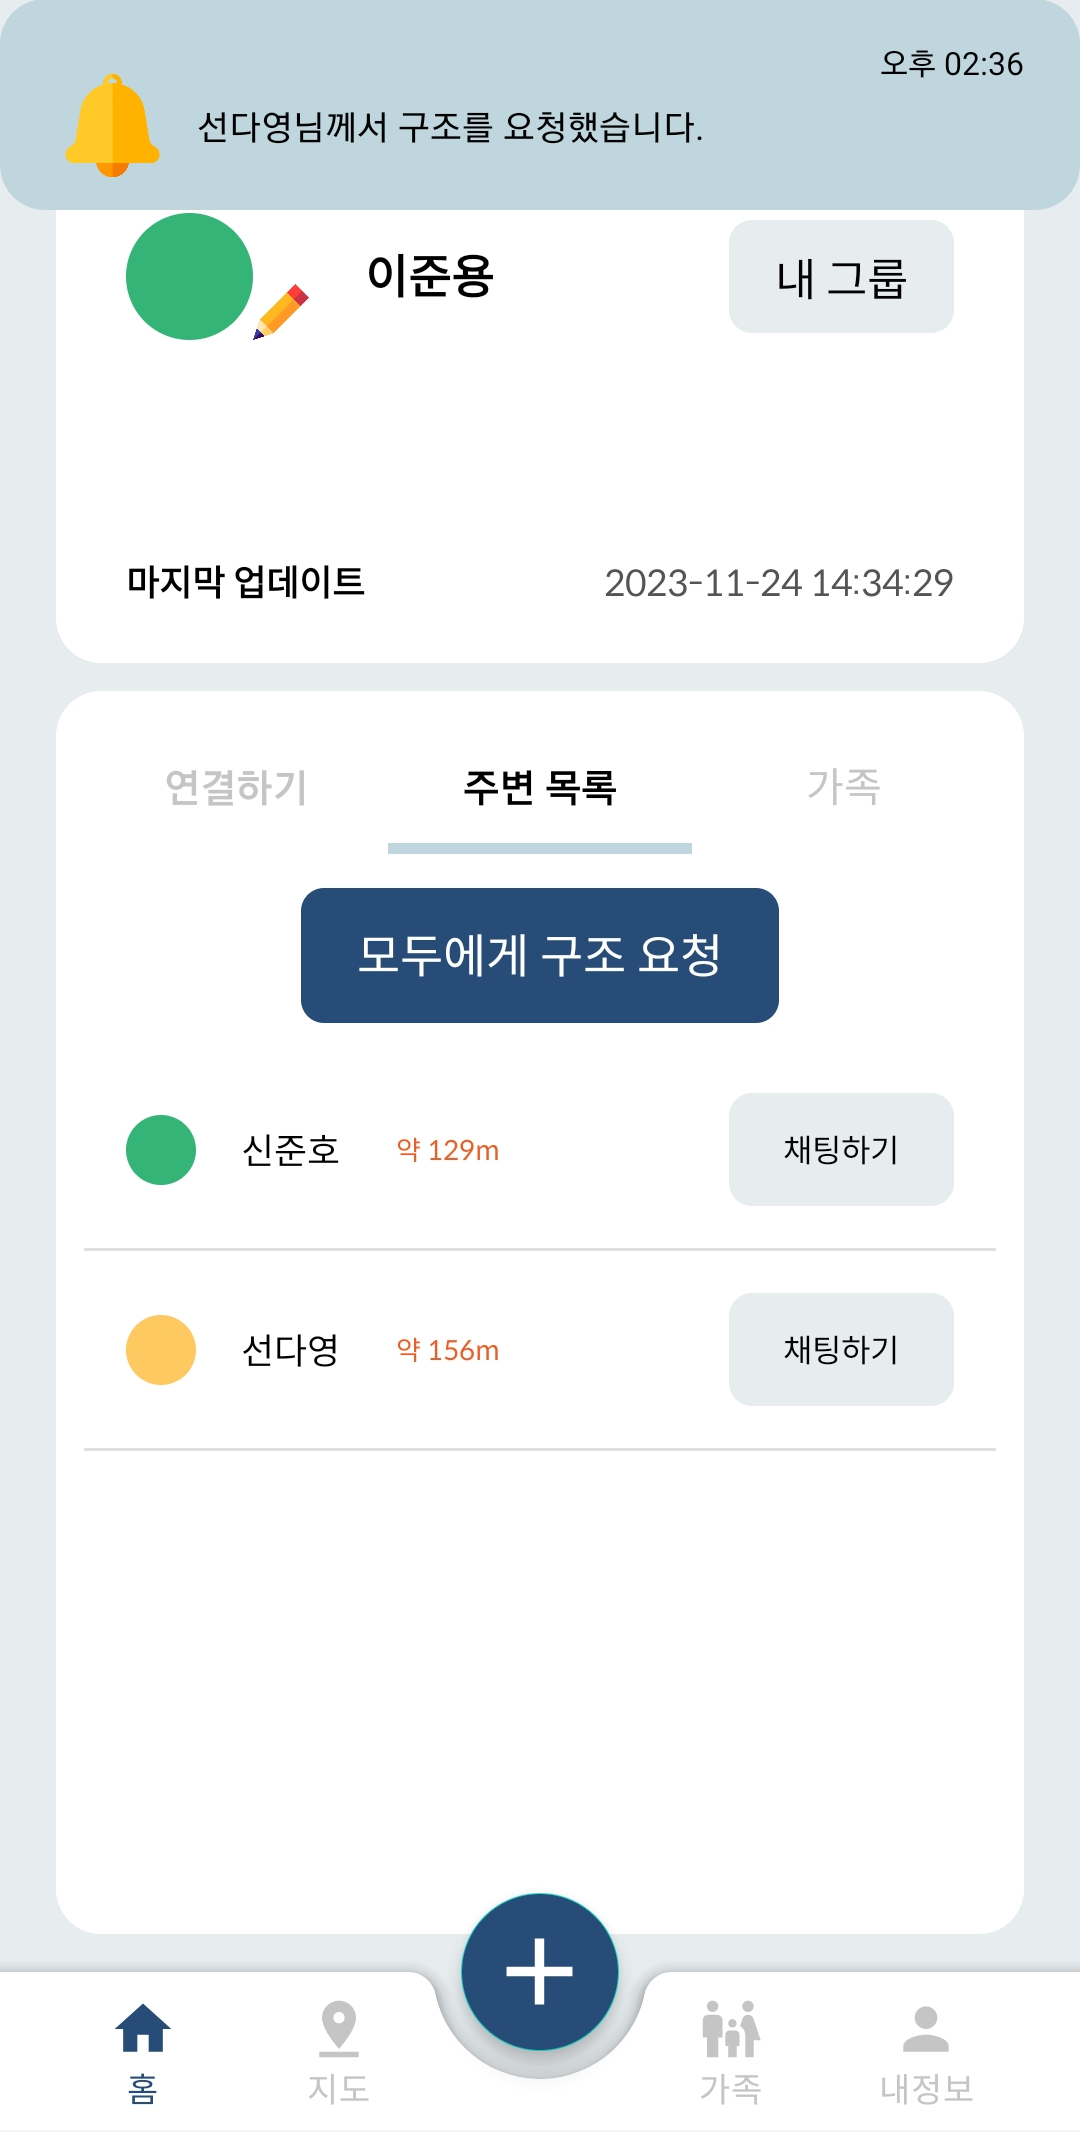 오후 02:36
선다영님께서 구조를 요청했습니다.
이준용
내 그룹
마지막 업데이트
2023-11-24 14:34:29
연결하기
주변 목록
가족
모두에게 구조 요청
신준호
약 129m
채팅하기
선다영
약 156m
채팅하기
홈
지도
가족
내정보